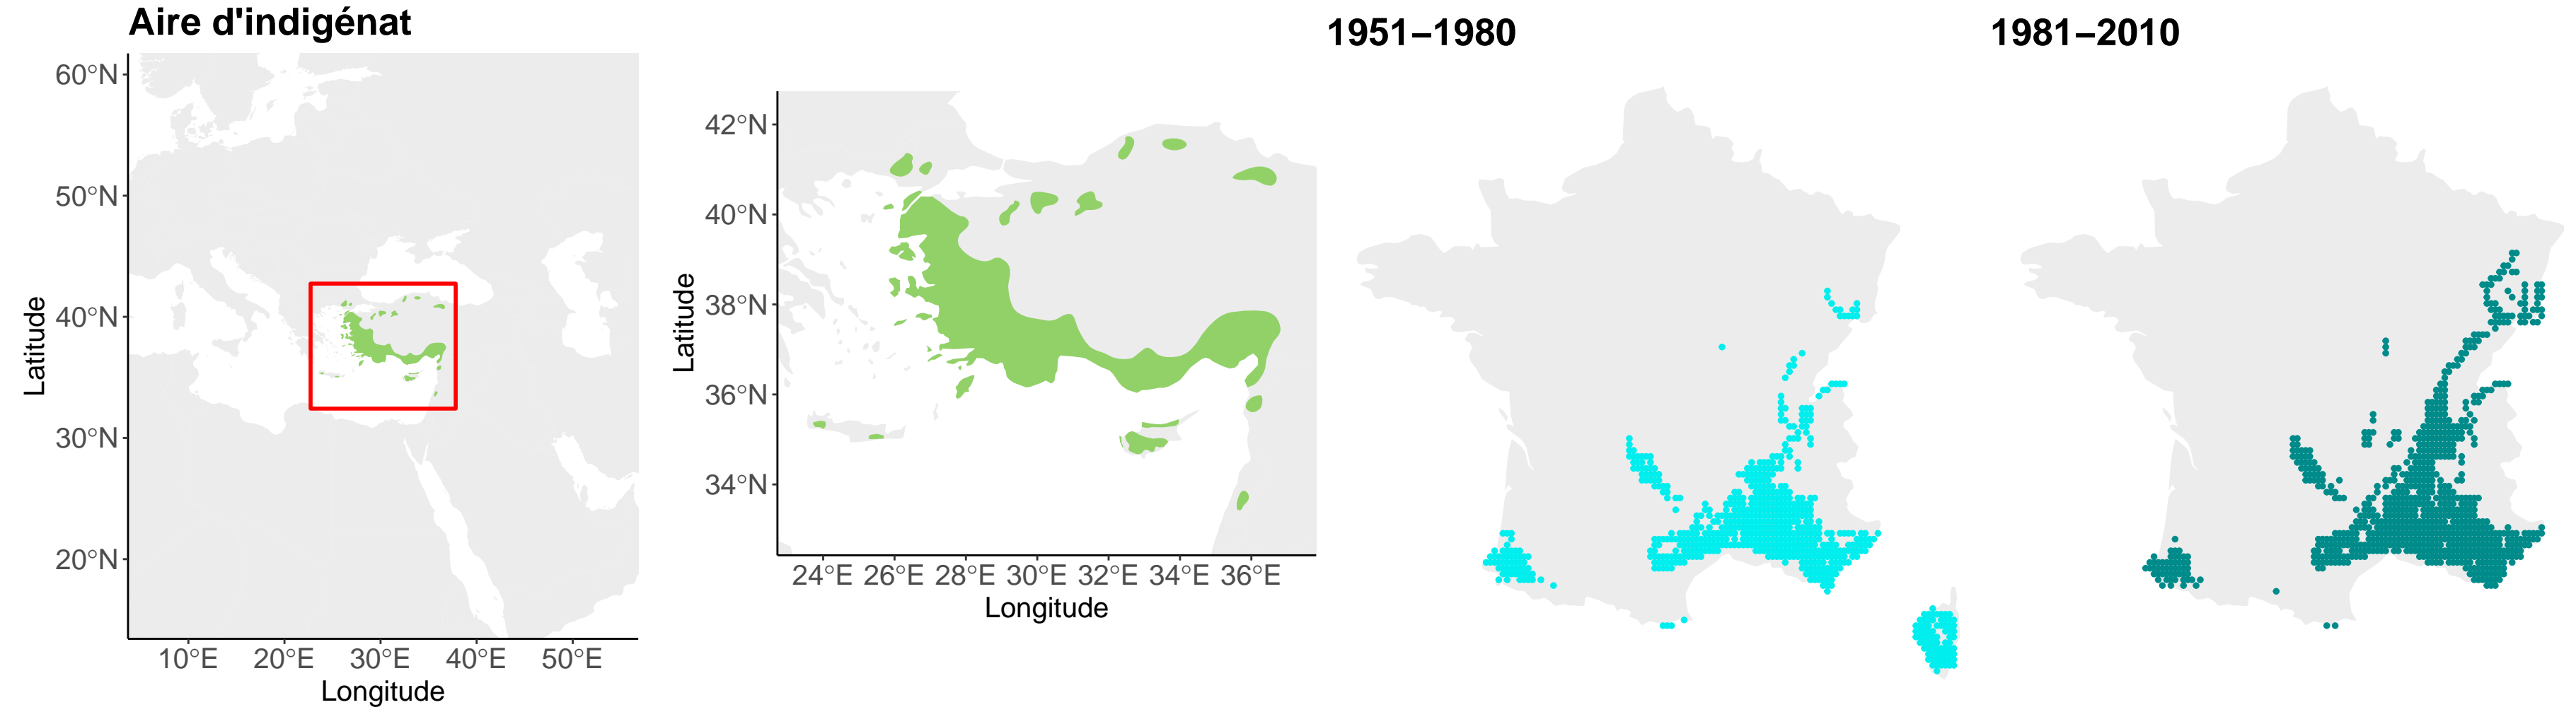 Aire d'indigénat
60°N
50°N
40°N
30°N
20°N
Latitude
10°E 20°E 30°E 40°E 50°E
Longitude
42°N
40°N
38°N
36°N
34°N
Latitude
24°E 26°E 28°E 30°E 32°E 34°E 36°E
Longitude
1951–1980
1981–2010